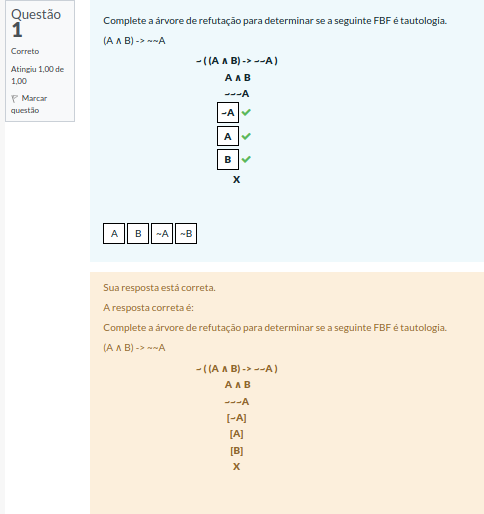 Questão
1
Correto
Atingiu 1,00 de
1,00
Marcar
questão
Complete a árvore de refutação para determinar se a seguinte FBF é tautologia.
(A ∧ B) -> ~~A
~ ( (A ∧ B) -> ~~A )
A ∧ B
~~~A
~A
A
B
X
A B ~A ~B
Sua resposta está correta.
A resposta correta é:
Complete a árvore de refutação para determinar se a seguinte FBF é tautologia.
(A ∧ B) -> ~~A
~ ( (A ∧ B) -> ~~A )
A ∧ B
~~~A
[~A]
[A]
[B]
X